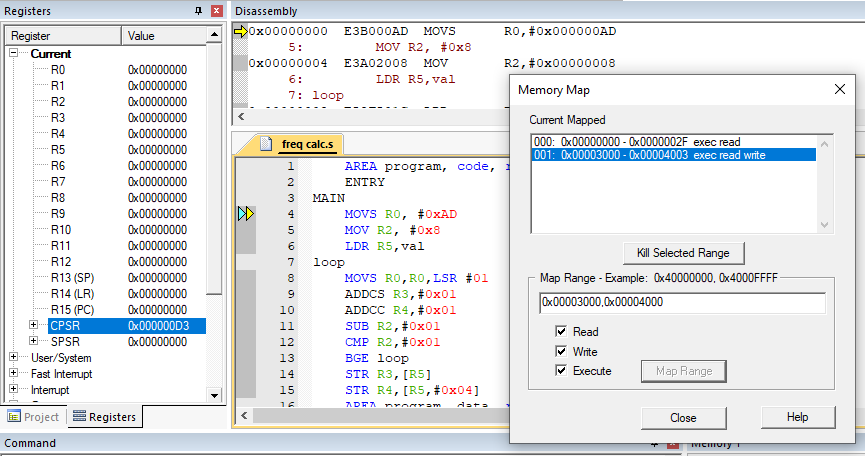 Registers
Register Value
Current
R0 0x00000000
R1 0x00000000
R2 0x00000000
R3 0x00000000
R4 0x00000000
R5 0x00000000
R6 0x00000000
R7 0x00000000
R8 0x00000000
R9 0x00000000
R10 0x00000000
R11 0x00000000
R12 0x00000000
R13 (SP) 0x00000000
R14 (LR) 0x00000000
R15 (PC) 0x00000000
CPSR 0x000000D3
SPSR 0x00000000
User/System
Fast Interrupt
Interrupt
Project Registers
Command
Disassembly
0x00000000 E3B000AD MOVS R0,#0x000000AD
5: MOV R2, #0x8
0x00000004 E3A02008 MOV R2,#0x00000008
6: LDR R5,val
7: loop
freq calc.s
1 AREA program, code,
2 ENTRY
3 MAIN
4 MOVS R0, #0xAD
5 MOV R2, #0x8
6 LDR R5,val
7 loop
8 MOVS R0,R0,LSR #01
9 ADDCS R3,#0x01
10 ADDCC R4,#0x01
11 SUB R2,#0x01
12 CMP R2,#0x01
13 BGE loop
14 STR R3,[R5]
15 STR R4,[R5,#0x04]
16 AREA program, data,
Memory Map
Current Mapped
000: 0x00000000 - 0x0000002F exec read
001: 0x00003000 - 0x00004003 exec read write
Kill Selected Range
Map Range - Example: 0x40000000, 0x4000FFFF
0x00003000,0x00004000
Read
Write
Execute
Map Range
Close
Help
Memory 1